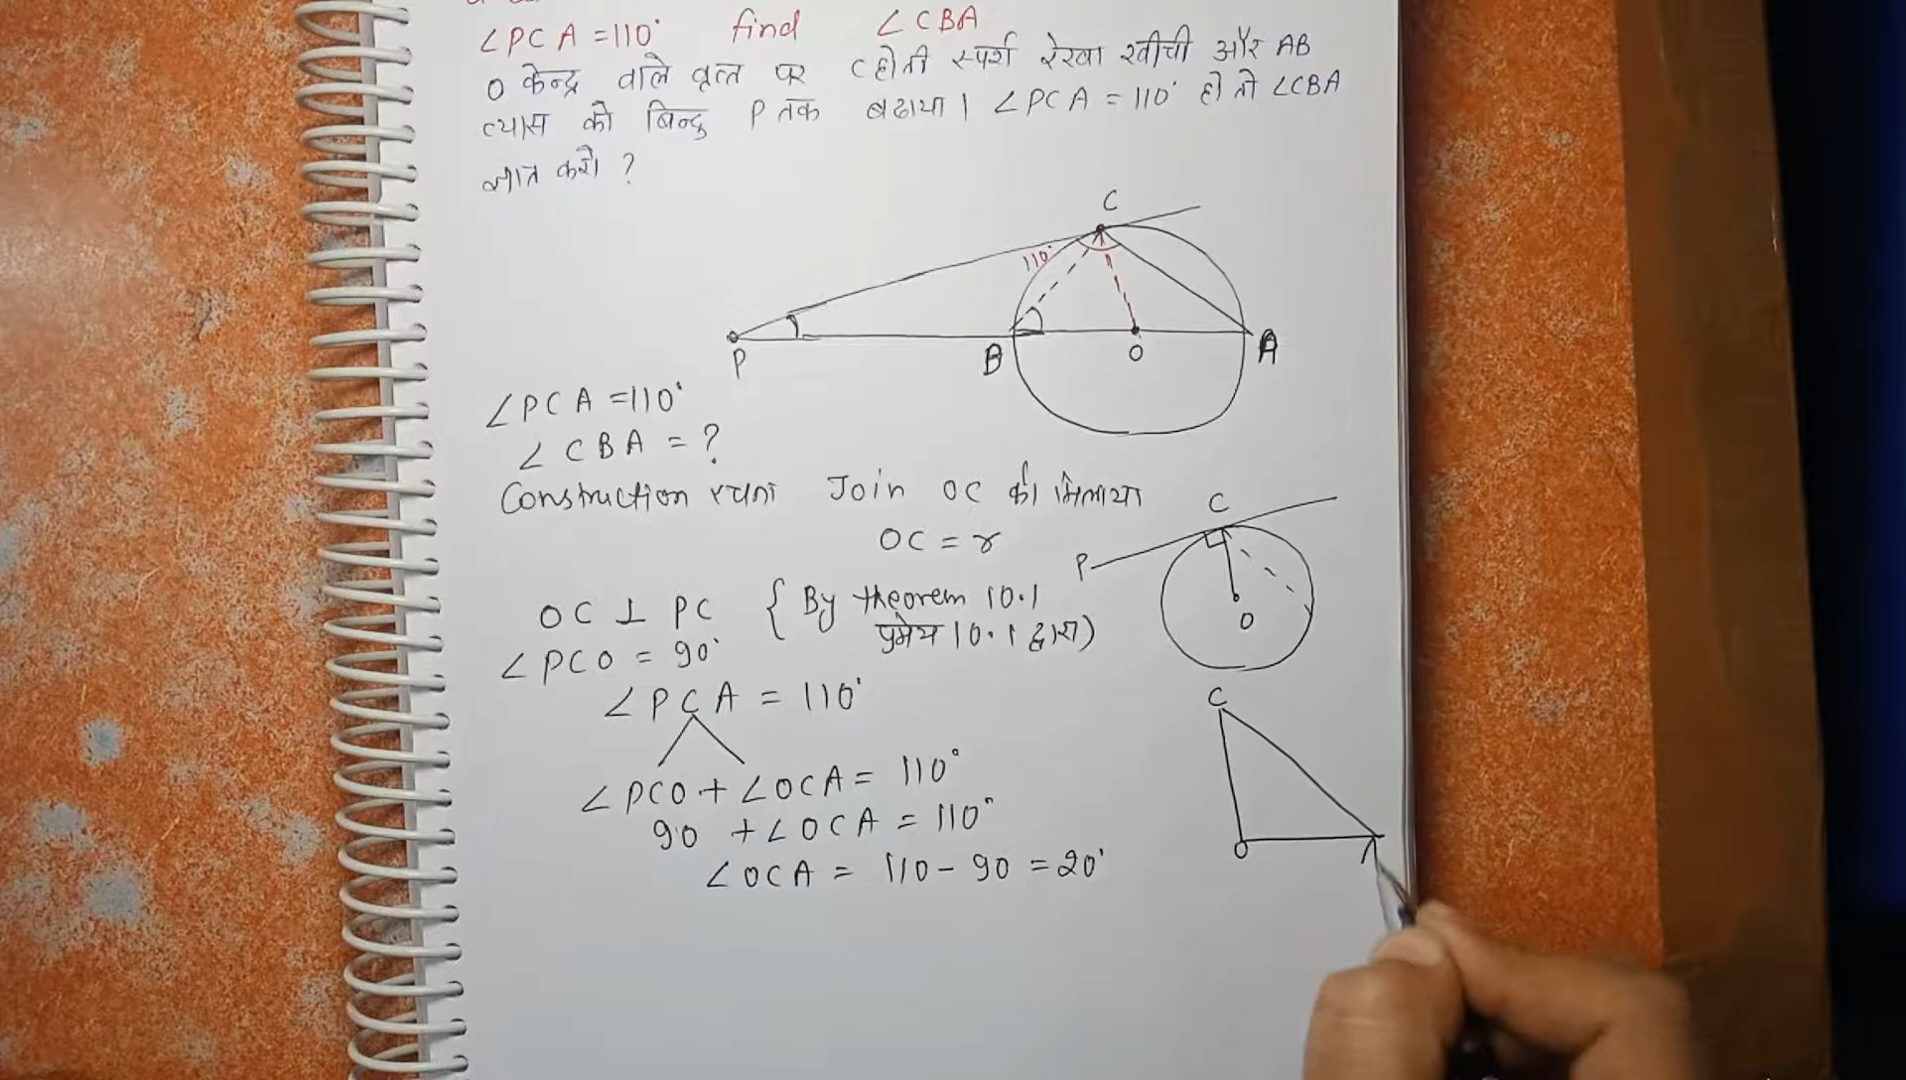 ∠PCA = 110° find ∠CBA
O केन्द्र वाले वृत्त पर C होती स्पर्श रेखा खीची और AB
व्यास को बिन्दु P तक बढाया। ∠PCA = 110° हो तो ∠CBA
ज्ञात करो ?
C
110°
P
B
O
A
∠PCA = 110°
∠CBA = ?
Construction रचना Join OC को मिलाया
OC = r
C
P
O
OC ⊥ PC { By theorem 10.1
प्रमेय 10.1 द्वारा)
∠PCO = 90°
∠PCA = 110°
∠PCO + ∠OCA = 110°
90 + ∠OCA = 110°
∠OCA = 110 - 90 = 20°
C
O